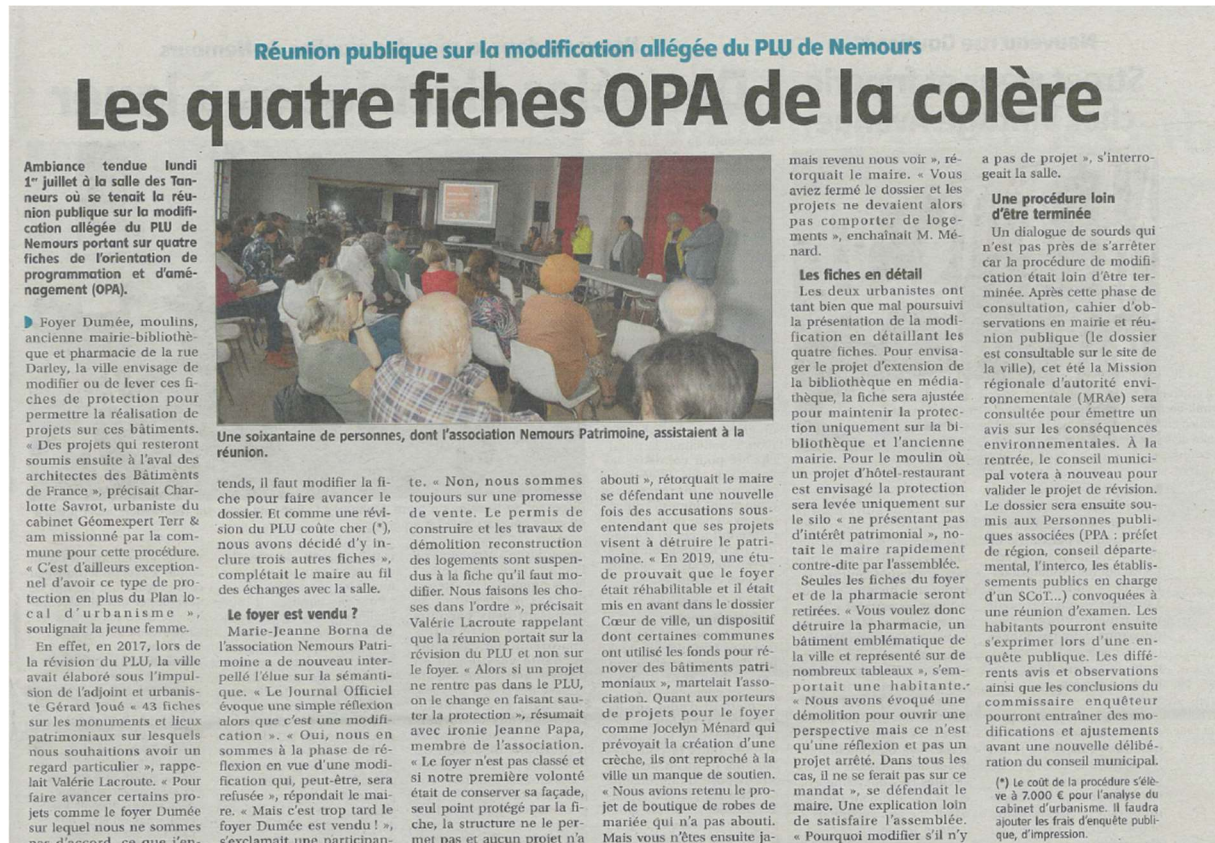 Réunion publique sur la modification allégée du PLU de Nemours
Les quatre fiches OPA de la colère
Ambiance tendue lundi
1er juillet à la salle des Tan-
neurs où se tenait la réu-
nion publique sur la modifi-
cation allégée du PLU de
Nemours portant sur quatre
fiches de l'orientation de
programmation et d'amé-
nagement (OPA).
Foyer Dumée, moulins,
ancienne mairie-bibliothè-
que et pharmacie de la rue
Darley, la ville envisage de
modifier ou de lever ces fi-
ches de protection pour
permettre la réalisation de
projets sur ces bâtiments.
« Des projets qui resteront
soumis ensuite à l'aval des
architectes des Bâtiments
de France », précisait Char-
lotte Savrot, urbaniste du
cabinet Géomexpert Terr &
am missionné par la com-
mune pour cette procédure.
« C'est d'ailleurs exception-
nel d'avoir ce type de pro-
tection en plus du Plan lo-
cal d'urbanisme »,
soulignait la jeune femme.
En effet, en 2017, lors de
la révision du PLU, la ville
avait élaboré sous l'impul-
sion de l'adjoint et urbanis-
te Gérard Joué « 43 fiches
sur les monuments et lieux
patrimoniaux sur lesquels
nous souhaitions avoir un
regard particulier », rappe-
lait Valérie Lacroute. « Pour
faire avancer certains pro-
jets comme le foyer Dumée
sur lequel nous ne sommes
pas d'accord, ce que j'en-
Une soixantaine de personnes, dont l'association Nemours Patrimoine, assistaient à la
réunion.
tends, il faut modifier la fi-
che pour faire avancer le
dossier. Et comme une révi-
sion du PLU coûte cher (*),
nous avons décidé d'y in-
clure trois autres fiches »,
complétait le maire au fil
des échanges avec la salle.
Le foyer est vendu ?
Marie-Jeanne Borna de
l'association Nemours Patri-
moine a de nouveau inter-
pellé l'élue sur la sémanti-
que. « Le Journal Officiel
évoque une simple réflexion
alors que c'est une modifi-
cation ». « Oui, nous en
sommes à la phase de ré-
flexion en vue d'une modi-
fication qui, peut-être, sera
refusée », répondait le mai-
re. « Mais c'est trop tard le
foyer Dumée est vendu ! »,
s'exclamait une participan-
te. « Non, nous sommes
toujours sur une promesse
de vente. Le permis de
construire et les travaux de
démolition reconstruction
des logements sont suspen-
dus à la fiche qu'il faut mo-
difier. Nous faisons les cho-
ses dans l'ordre », précisait
Valérie Lacroute rappelant
que la réunion portait sur la
révision du PLU et non sur
le foyer. « Alors si un projet
ne rentre pas dans le PLU,
on le change en faisant sau-
ter la protection », résumait
avec ironie Jeanne Papa,
membre de l'association.
« Le foyer n'est pas classé et
si notre première volonté
était de conserver sa façade,
seul point protégé par la fi-
che, la structure ne le per-
met pas et aucun projet n'a
abouti », rétorquait le maire
se défendant une nouvelle
fois des accusations sous-
entendant que ses projets
visent à détruire le patri-
moine. « En 2019, une étu-
de prouvait que le foyer
était réhabilitable et il était
mis en avant dans le dossier
Cœur de ville, un dispositif
dont certaines communes
ont utilisé les fonds pour ré-
nover des bâtiments patri-
moniaux », martelait l'asso-
ciation. Quant aux porteurs
de projets pour le foyer
comme Jocelyn Ménard qui
prévoyait la création d'une
crèche, ils ont reproché à la
ville un manque de soutien.
« Nous avions retenu le pro-
jet de boutique de robes de
mariée qui n'a pas abouti.
Mais vous n'êtes ensuite ja-
mais revenu nous voir », ré-
torquait le maire. « Vous
aviez fermé le dossier et les
projets ne devaient alors
pas comporter de loge-
ments », enchaînait M. Mé-
nard.
Les fiches en détail
Les deux urbanistes ont
tant bien que mal poursuivi
la présentation de la modi-
fication en détaillant les
quatre fiches. Pour envisa-
ger le projet d'extension de
la bibliothèque en média-
thèque, la fiche sera ajustée
pour maintenir la protec-
tion uniquement sur la bi-
bliothèque et l'ancienne
mairie. Pour le moulin où
un projet d'hôtel-restaurant
est envisagé la protection
sera levée uniquement sur
le silo « ne présentant pas
d'intérêt patrimonial », no-
tait le maire rapidement
contre-dite par l'assemblée.
Seules les fiches du foyer
et de la pharmacie seront
retirées. « Vous voulez donc
détruire la pharmacie, un
bâtiment emblématique de
la ville et représenté sur de
nombreux tableaux », s'em-
portait une habitante.
« Nous avons évoqué une
démolition pour ouvrir une
perspective mais ce n'est
qu'une réflexion et pas un
projet arrêté. Dans tous les
cas, il ne se ferait pas sur ce
mandat », se défendait le
maire. Une explication loin
de satisfaire l'assemblée.
« Pourquoi modifier s'il n'y
a pas de projet », s'interro-
geait la salle.
Une procédure loin
d'être terminée
Un dialogue de sourds qui
n'est pas près de s'arrêter
car la procédure de modifi-
cation était loin d'être ter-
minée. Après cette phase de
consultation, cahier d'ob-
servations en mairie et réu-
nion publique (le dossier
est consultable sur le site de
la ville), cet été la Mission
régionale d'autorité envi-
ronnementale (MRAe) sera
consultée pour émettre un
avis sur les conséquences
environnementales. À la
rentrée, le conseil munici-
pal votera à nouveau pour
valider le projet de révision.
Le dossier sera ensuite sou-
mis aux Personnes publi-
ques associées (PPA : préfet
de région, conseil départe-
mental, l'interco, les établis-
sements publics en charge
d'un SCoT...) convoquées à
une réunion d'examen. Les
habitants pourront ensuite
s'exprimer lors d'une en-
quête publique. Les diffé-
rents avis et observations
ainsi que les conclusions du
commissaire enquêteur
pourront entraîner des mo-
difications et ajustements
avant une nouvelle délibé-
ration du conseil municipal.
(*) Le coût de la procédure s'élè-
ve à 7.000 € pour l'analyse du
cabinet d'urbanisme. Il faudra
ajouter les frais d'enquête publi-
que, d'impression.